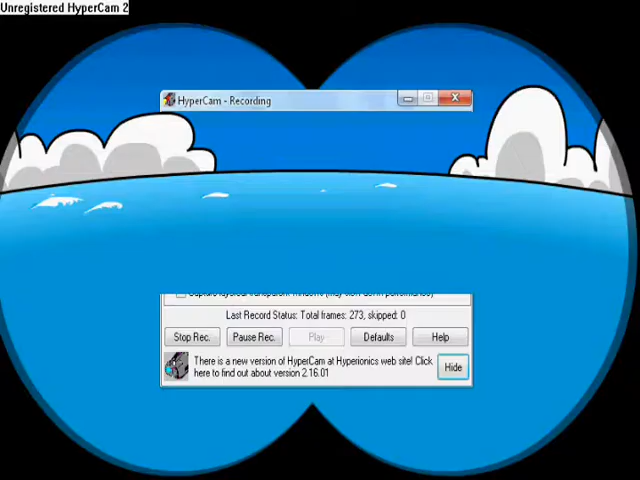 Unregistered HyperCam 2
HyperCam - Recording
Last Record Status: Total frames: 273, skipped: 0
Stop Rec.
Pause Rec.
Play
Defaults
Help
There is a new version of HyperCam at Hyperionics web site! Click
here to find out about version 2.16.01
Hide